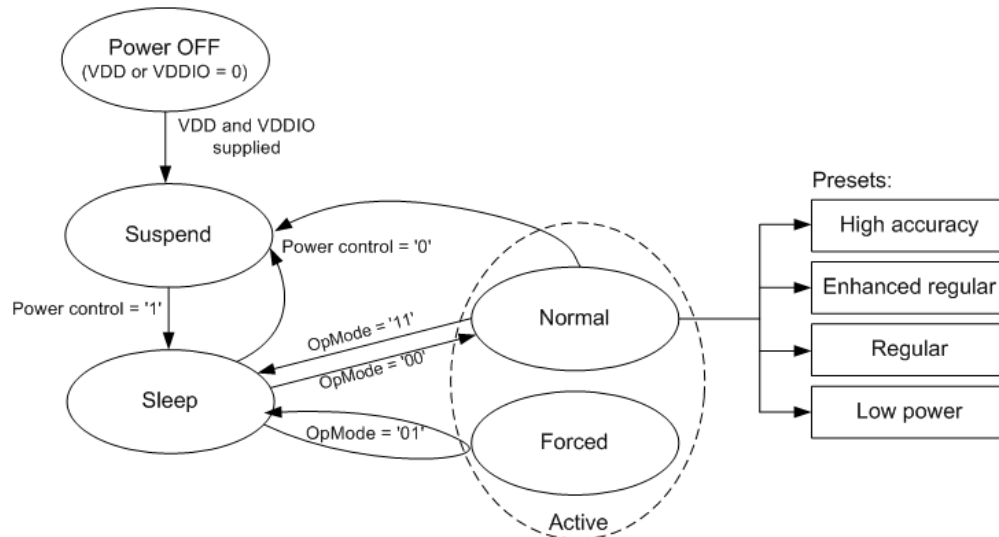 Power OFF
(VDD or VDDIO = 0)
VDD and VDDIO
supplied
Suspend
Power control = '0'
Power control = '1'
Sleep
OpMode = '11'
OpMode = '00'
OpMode = '01'
Normal
Forced
Active
Presets:
High accuracy
Enhanced regular
Regular
Low power